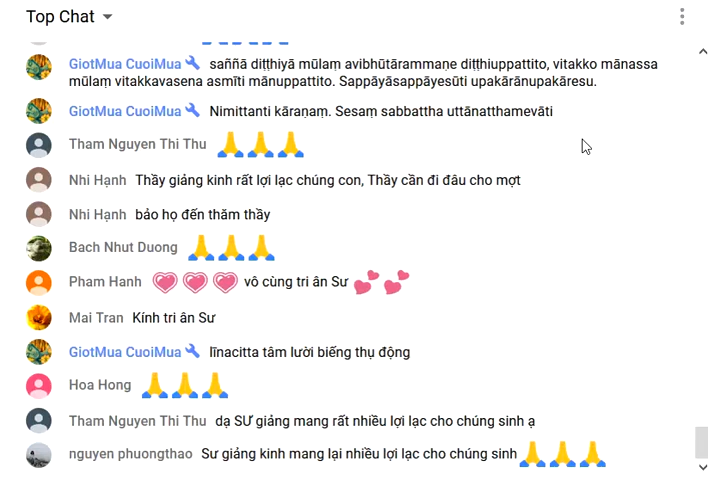 Top Chat
GiotMua CuoiMua saññā diṭṭhiyā mūlaṃ avibhūtārammaṇe diṭṭhiuppattito, vitakko mānassa
mūlaṃ vitakkavasena asmīti mānuppattito. Sappāyāsappāyesūti upakārānupakāresu.
GiotMua CuoiMua Nimittanti kāraṇaṃ. Sesaṃ sabbattha uttānatthamevāti
Tham Nguyen Thi Thu 🙏🙏🙏
Nhi Hạnh Thầy giảng kinh rất lợi lạc chúng con, Thầy cần đi đâu cho mợt
Nhi Hạnh bảo họ đến thăm thầy
Bach Nhut Duong 🙏🙏🙏
Pham Hanh 💗💗💗 vô cùng tri ân Sư 💕💕
Mai Tran Kính tri ân Sư
GiotMua CuoiMua līnacitta tâm lười biếng thụ động
Hoa Hong 🙏🙏🙏
Tham Nguyen Thi Thu dạ SƯ giảng mang rất nhiều lợi lạc cho chúng sinh ạ
nguyen phuongthao Sư giảng kinh mang lại nhiều lợi lạc cho chúng sinh 🙏🙏🙏